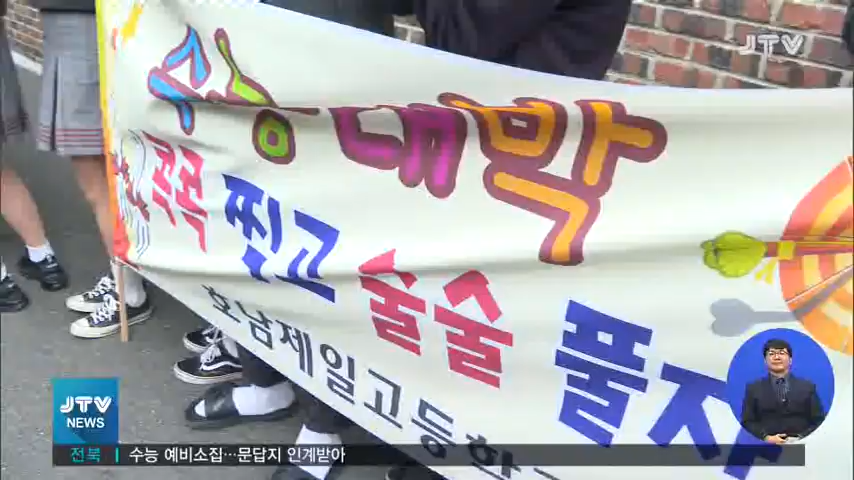 JTV
수능대박
콕콕 찍고 술술 풀자
호남제일고등학
JTV
NEWS
전북 수능 예비소집…문답지 인계받아